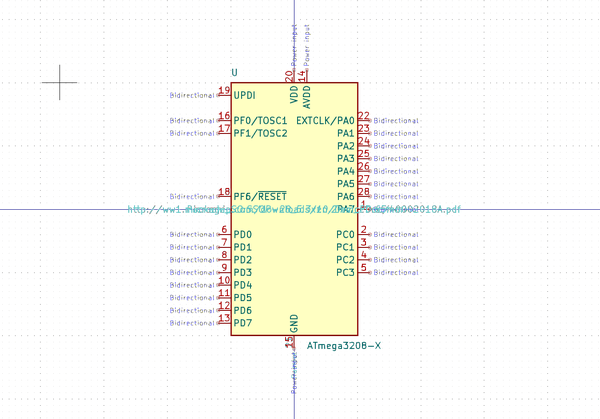 Power input
Power input
20
14
U
VDD
AVDD
Bidirectional
19
UPDI
Bidirectional
16
PF0/TOSC1
EXTCLK/PA0
22
Bidirectional
Bidirectional
17
PF1/TOSC2
PA1
23
Bidirectional
PA2
24
Bidirectional
PA3
25
Bidirectional
PA4
26
Bidirectional
PA5
27
Bidirectional
Bidirectional
18
PF6/RESET
PA6
28
Bidirectional
Bidirectional
6
PD0
PC0
2
Bidirectional
Bidirectional
7
PD1
PC1
3
Bidirectional
Bidirectional
8
PD2
PC2
4
Bidirectional
Bidirectional
9
PD3
PC3
5
Bidirectional
Bidirectional
10
PD4
Bidirectional
11
PD5
Bidirectional
12
PD6
Bidirectional
13
PD7
GND
15
ATmega3208-X
Power input